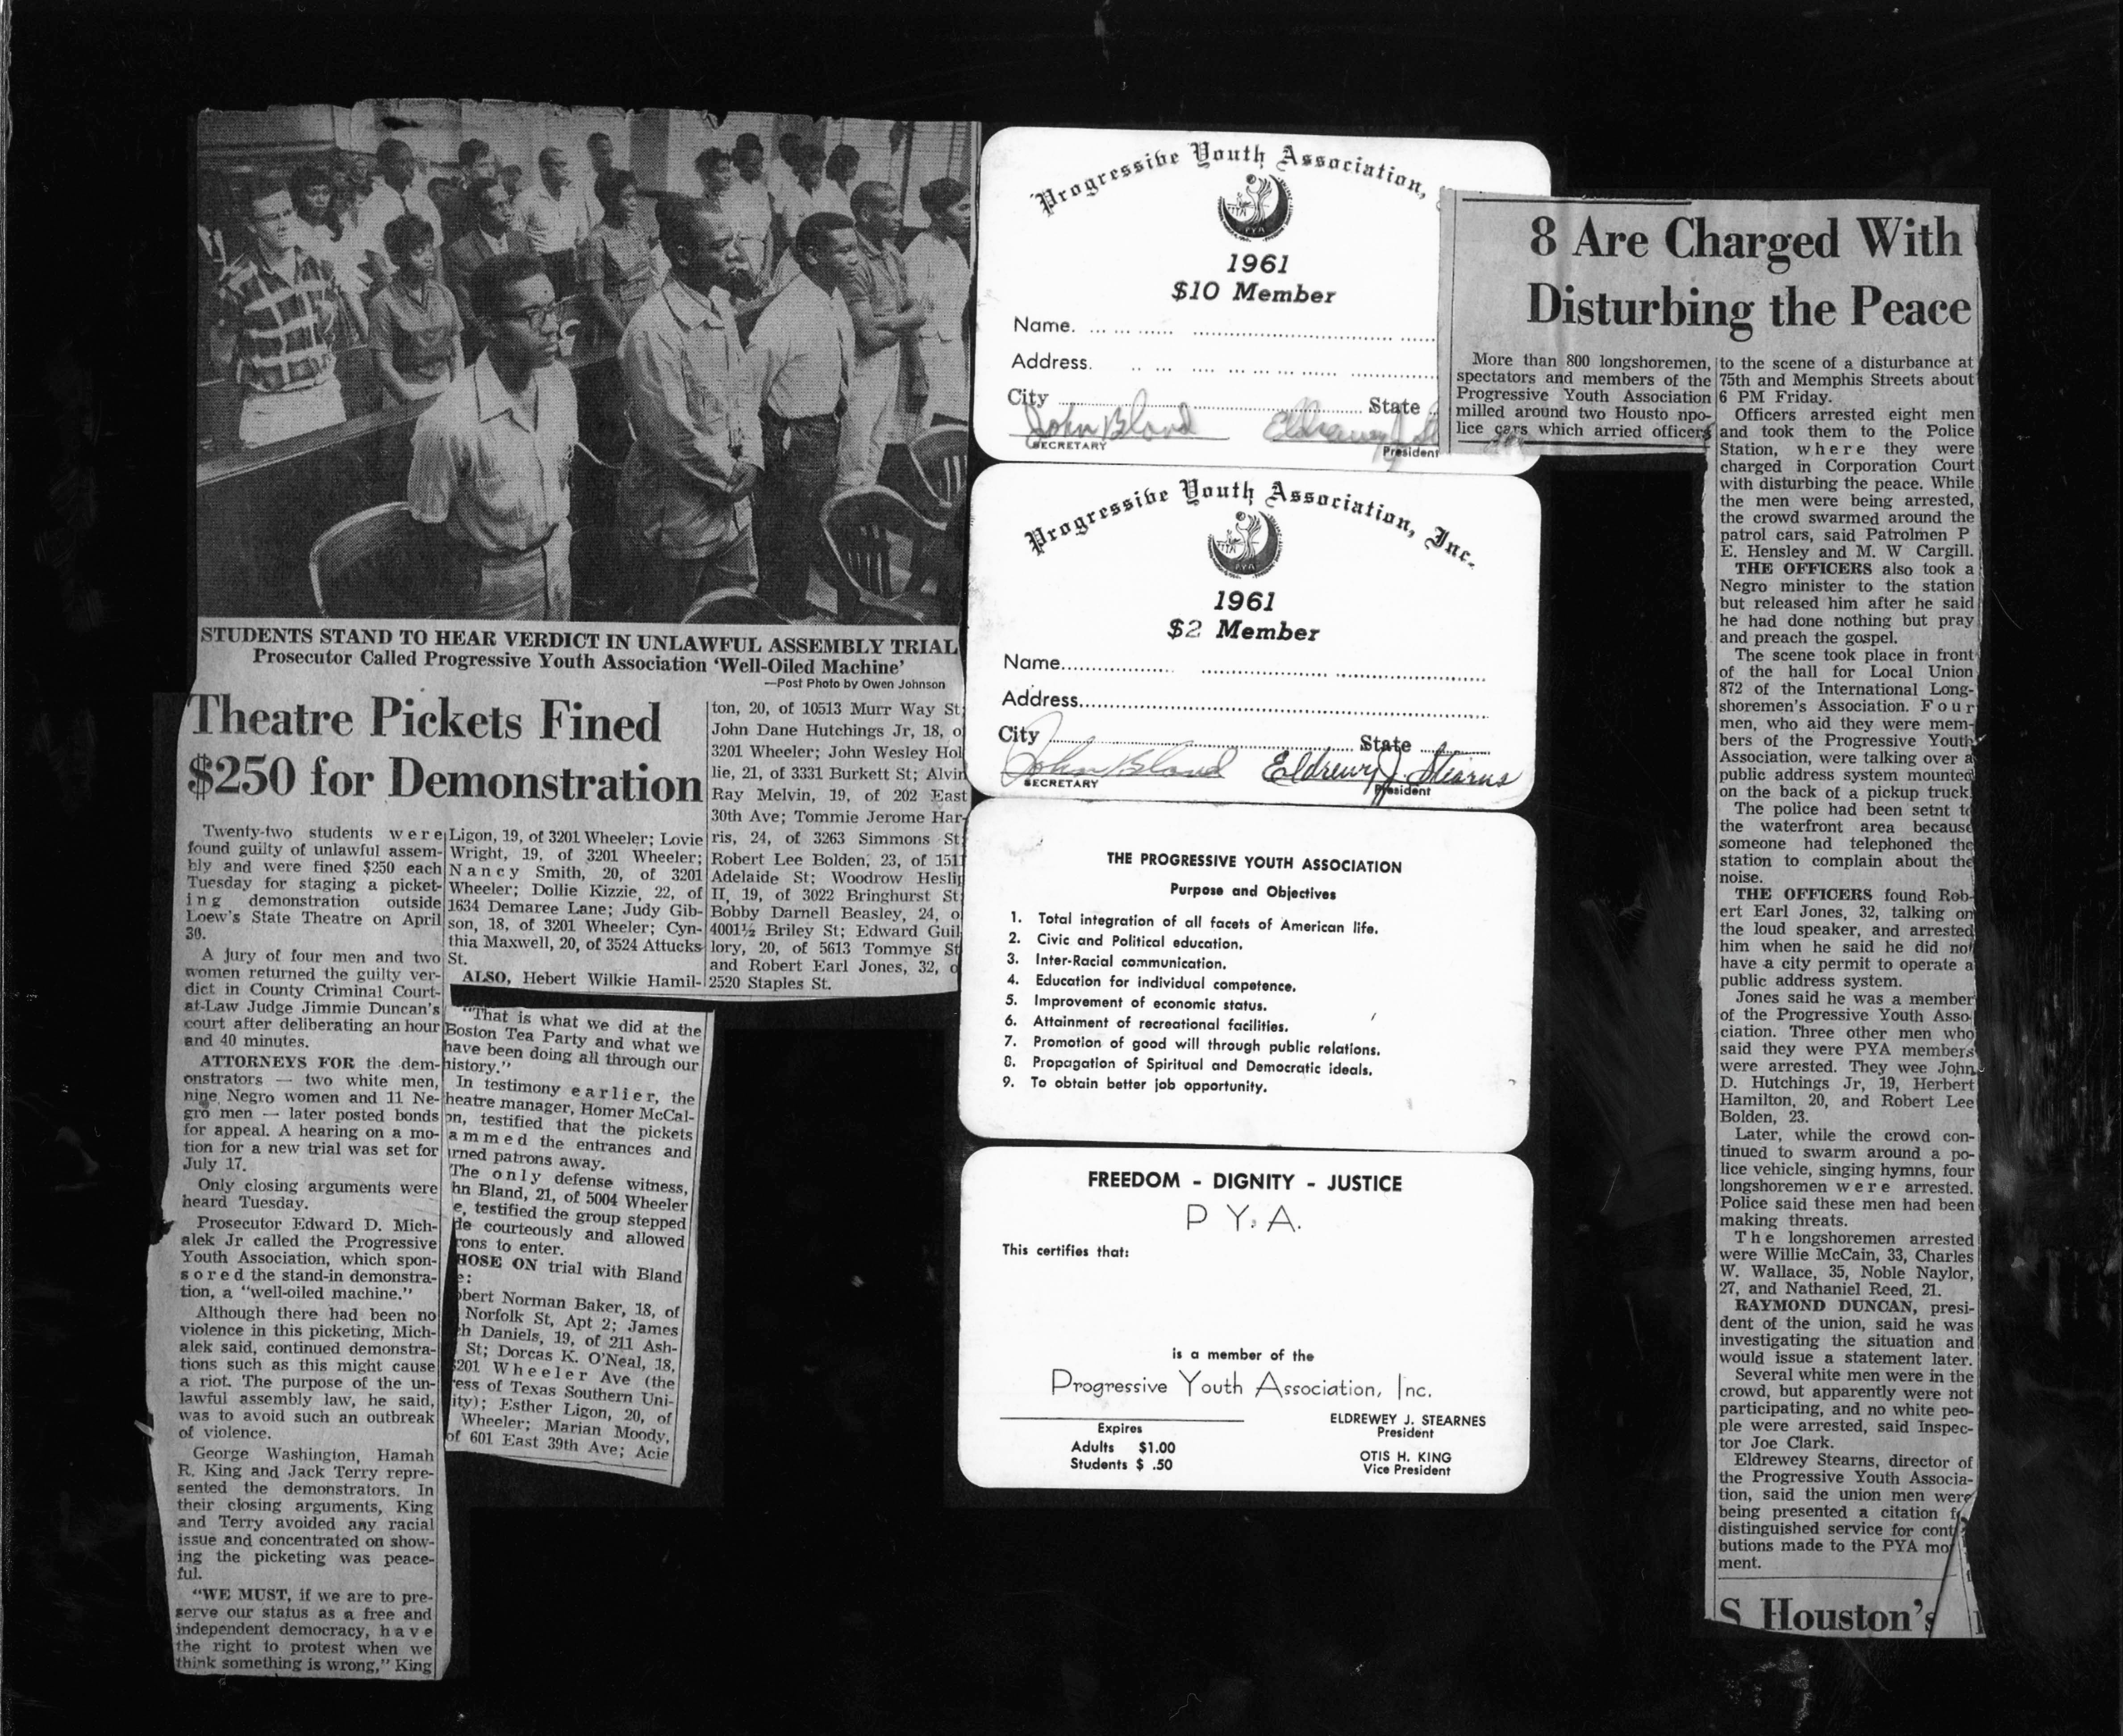 STUDENTS STAND TO HEAR VERDICT IN UNLAWFUL ASSEMBLY TRIAL
Prosecutor Called Progressive Youth Association ‘Well-Oiled Machine’
—Post Photo by Owen Johnson
Theatre Pickets Fined
$250 for Demonstration
Twenty-two students were
found guilty of unlawful assem-
bly and were fined $250 each
Tuesday for staging a picket-
ing demonstration outside
Loew's State Theatre on April
30.
A jury of four men and two
women returned the guilty ver-
dict in County Criminal Court-
at-Law Judge Jimmie Duncan's
court after deliberating an hour
and 40 minutes.
ATTORNEYS FOR the dem-
onstrators — two white men,
nine Negro women and 11 Ne-
gro men — later posted bonds
for appeal. A hearing on a mo-
tion for a new trial was set for
July 17.
Only closing arguments were
heard Tuesday.
Prosecutor Edward D. Mich-
alek Jr called the Progressive
Youth Association, which spon-
sored the stand-in demonstra-
tion, a “well-oiled machine.”
Although there had been no
violence in this picketing, Mich-
alek said, continued demonstra-
tions such as this might cause
a riot. The purpose of the un-
lawful assembly law, he said,
was to avoid such an outbreak
of violence.
George Washington, Hamah
R. King and Jack Terry repre-
sented the demonstrators. In
their closing arguments, King
and Terry avoided any racial
issue and concentrated on show-
ing the picketing was peace-
ful.
“WE MUST, if we are to pre-
serve our status as a free and
independent democracy, have
the right to protest when we
think something is wrong,” King
“That is what we did at the
Boston Tea Party and what we
have been doing all through our
history.”
In testimony earlier, the
heatre manager, Homer McCal-
on, testified that the pickets
ammed the entrances and
urned patrons away.
The only defense witness,
hn Bland, 21, of 5004 Wheeler
e, testified the group stepped
de courteously and allowed
rons to enter.
HOSE ON trial with Bland
e:
obert Norman Baker, 18, of
Norfolk St, Apt 2; James
h Daniels, 19, of 211 Ash-
St; Dorcas K. O'Neal, 18,
201 Wheeler Ave (the
ess of Texas Southern Uni-
ity); Esther Ligon, 20, of
Wheeler; Marian Moody,
of 601 East 39th Ave; Acie
Ligon, 19, of 3201 Wheeler; Lovie
Wright, 19, of 3201 Wheeler;
Nancy Smith, 20, of 3201
Wheeler; Dollie Kizzie, 22, of
1634 Demaree Lane; Judy Gib-
son, 18, of 3201 Wheeler; Cyn-
thia Maxwell, 20, of 3524 Attucks
St.
ALSO, Hebert Wilkie Hamil-
ton, 20, of 10513 Murr Way St;
John Dane Hutchings Jr, 18, o
3201 Wheeler; John Wesley Hol
lie, 21, of 3331 Burkett St; Alvin
Ray Melvin, 19, of 202 East
30th Ave; Tommie Jerome Har-
ris, 24, of 3263 Simmons St;
Robert Lee Bolden, 23, of 1511
Adelaide St; Woodrow Heslip
II, 19, of 3022 Bringhurst St;
Bobby Darnell Beasley, 24, o
4001½ Briley St; Edward Guil
lory, 20, of 5613 Tommye St
and Robert Earl Jones, 32, o
2520 Staples St.
Progressive Youth Association,
PYA
1961
$10 Member
Name
Address
City State
John Bland Eldrewey J. St
SECRETARY President
Progressive Youth Association, Inc.
PYA
1961
$2 Member
Name
Address
City State
John Bland Eldrewey J. Stearns
SECRETARY President
THE PROGRESSIVE YOUTH ASSOCIATION
Purpose and Objectives
1. Total integration of all facets of American life.
2. Civic and Political education.
3. Inter-Racial communication.
4. Education for individual competence.
5. Improvement of economic status.
6. Attainment of recreational facilities.
7. Promotion of good will through public relations.
8. Propagation of Spiritual and Democratic ideals.
9. To obtain better job opportunity.
FREEDOM - DIGNITY - JUSTICE
P.Y.A.
This certifies that:
is a member of the
Progressive Youth Association, Inc.
Expires
Adults $1.00
Students $ .50
ELDREWEY J. STEARNES
President
OTIS H. KING
Vice President
8 Are Charged With
Disturbing the Peace
More than 800 longshoremen,
spectators and members of the
Progressive Youth Association
milled around two Housto npo-
lice cars which arried officers
to the scene of a disturbance at
75th and Memphis Streets about
6 PM Friday.
Officers arrested eight men
and took them to the Police
Station, where they were
charged in Corporation Court
with disturbing the peace. While
the men were being arrested,
the crowd swarmed around the
patrol cars, said Patrolmen P
E. Hensley and M. W Cargill.
THE OFFICERS also took a
Negro minister to the station
but released him after he said
he had done nothing but pray
and preach the gospel.
The scene took place in front
of the hall for Local Union
872 of the International Long-
shoremen's Association. Four
men, who aid they were mem-
bers of the Progressive Youth
Association, were talking over a
public address system mounted
on the back of a pickup truck.
The police had been setnt to
the waterfront area because
someone had telephoned the
station to complain about the
noise.
THE OFFICERS found Rob-
ert Earl Jones, 32, talking on
the loud speaker, and arrested
him when he said he did not
have a city permit to operate a
public address system.
Jones said he was a member
of the Progressive Youth Asso-
ciation. Three other men who
said they were PYA members
were arrested. They wee John
D. Hutchings Jr, 19, Herbert
Hamilton, 20, and Robert Lee
Bolden, 23.
Later, while the crowd con-
tinued to swarm around a po-
lice vehicle, singing hymns, four
longshoremen were arrested.
Police said these men had been
making threats.
The longshoremen arrested
were Willie McCain, 33, Charles
W. Wallace, 35, Noble Naylor,
27, and Nathaniel Reed, 21.
RAYMOND DUNCAN, presi-
dent of the union, said he was
investigating the situation and
would issue a statement later.
Several white men were in the
crowd, but apparently were not
participating, and no white peo-
ple were arrested, said Inspec-
tor Joe Clark.
Eldrewey Stearns, director of
the Progressive Youth Associa-
tion, said the union men were
being presented a citation f
distinguished service for cont
butions made to the PYA mo
ment.
S Houston's